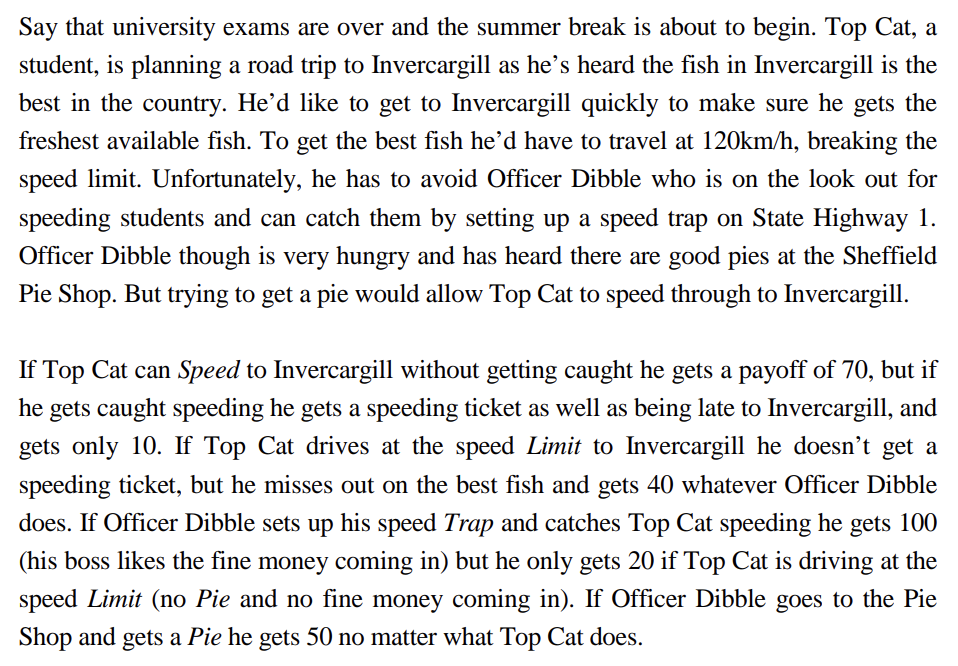 Say that university exams are over and the summer break is about to begin. Top Cat, a
student, is planning a road trip to Invercargill as he’s heard the fish in Invercargill is the
best in the country. He’d like to get to Invercargill quickly to make sure he gets the
freshest available fish. To get the best fish he’d have to travel at 120km/h, breaking the
speed limit. Unfortunately, he has to avoid Officer Dibble who is on the look out for
speeding students and can catch them by setting up a speed trap on State Highway 1.
Officer Dibble though is very hungry and has heard there are good pies at the Sheffield
Pie Shop. But trying to get a pie would allow Top Cat to speed through to Invercargill.
If Top Cat can Speed to Invercargill without getting caught he gets a payoff of 70, but if
he gets caught speeding he gets a speeding ticket as well as being late to Invercargill, and
gets only 10. If Top Cat drives at the speed Limit to Invercargill he doesn’t get a
speeding ticket, but he misses out on the best fish and gets 40 whatever Officer Dibble
does. If Officer Dibble sets up his speed Trap and catches Top Cat speeding he gets 100
(his boss likes the fine money coming in) but he only gets 20 if Top Cat is driving at the
speed Limit (no Pie and no fine money coming in). If Officer Dibble goes to the Pie
Shop and gets a Pie he gets 50 no matter what Top Cat does.